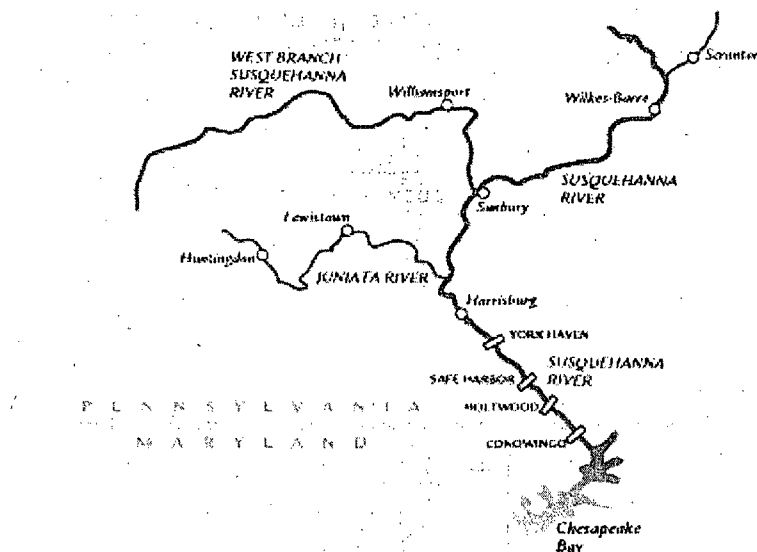 WEST BRANCH
SUSQUEHANNA
RIVER
Williamsport
Scranton
Wilkes-Barre
SUSQUEHANNA
RIVER
Sunbury
Lewistown
Huntingdon
JUNIATA RIVER
Harrisburg
YORK HAVEN
SUSQUEHANNA
RIVER
SAFE HARBOR
HOLTWOOD
CONOWINGO
PENNSYLVANIA
MARYLAND
Chesapeake
Bay